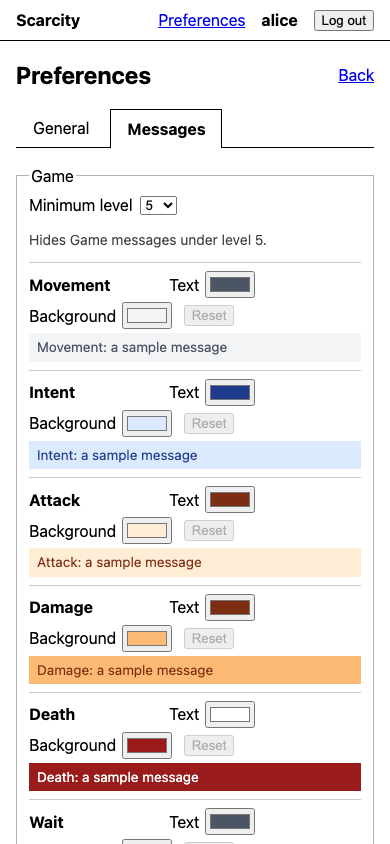 Scarcity Preferences alice Log out
Preferences Back
General Messages
Game
Minimum level 5
Hides Game messages under level 5.
Movement Text
Background Reset
Movement: a sample message
Intent Text
Background Reset
Intent: a sample message
Attack Text
Background Reset
Attack: a sample message
Damage Text
Background Reset
Damage: a sample message
Death Text
Background Reset
Death: a sample message
Wait Text
Background Reset